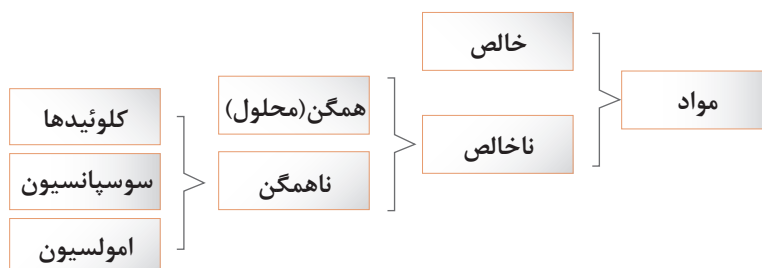 مواد
خالص
ناخالص
همگن(محلول)
ناهمگن
کلوئیدها
سوسپانسیون
امولسیون